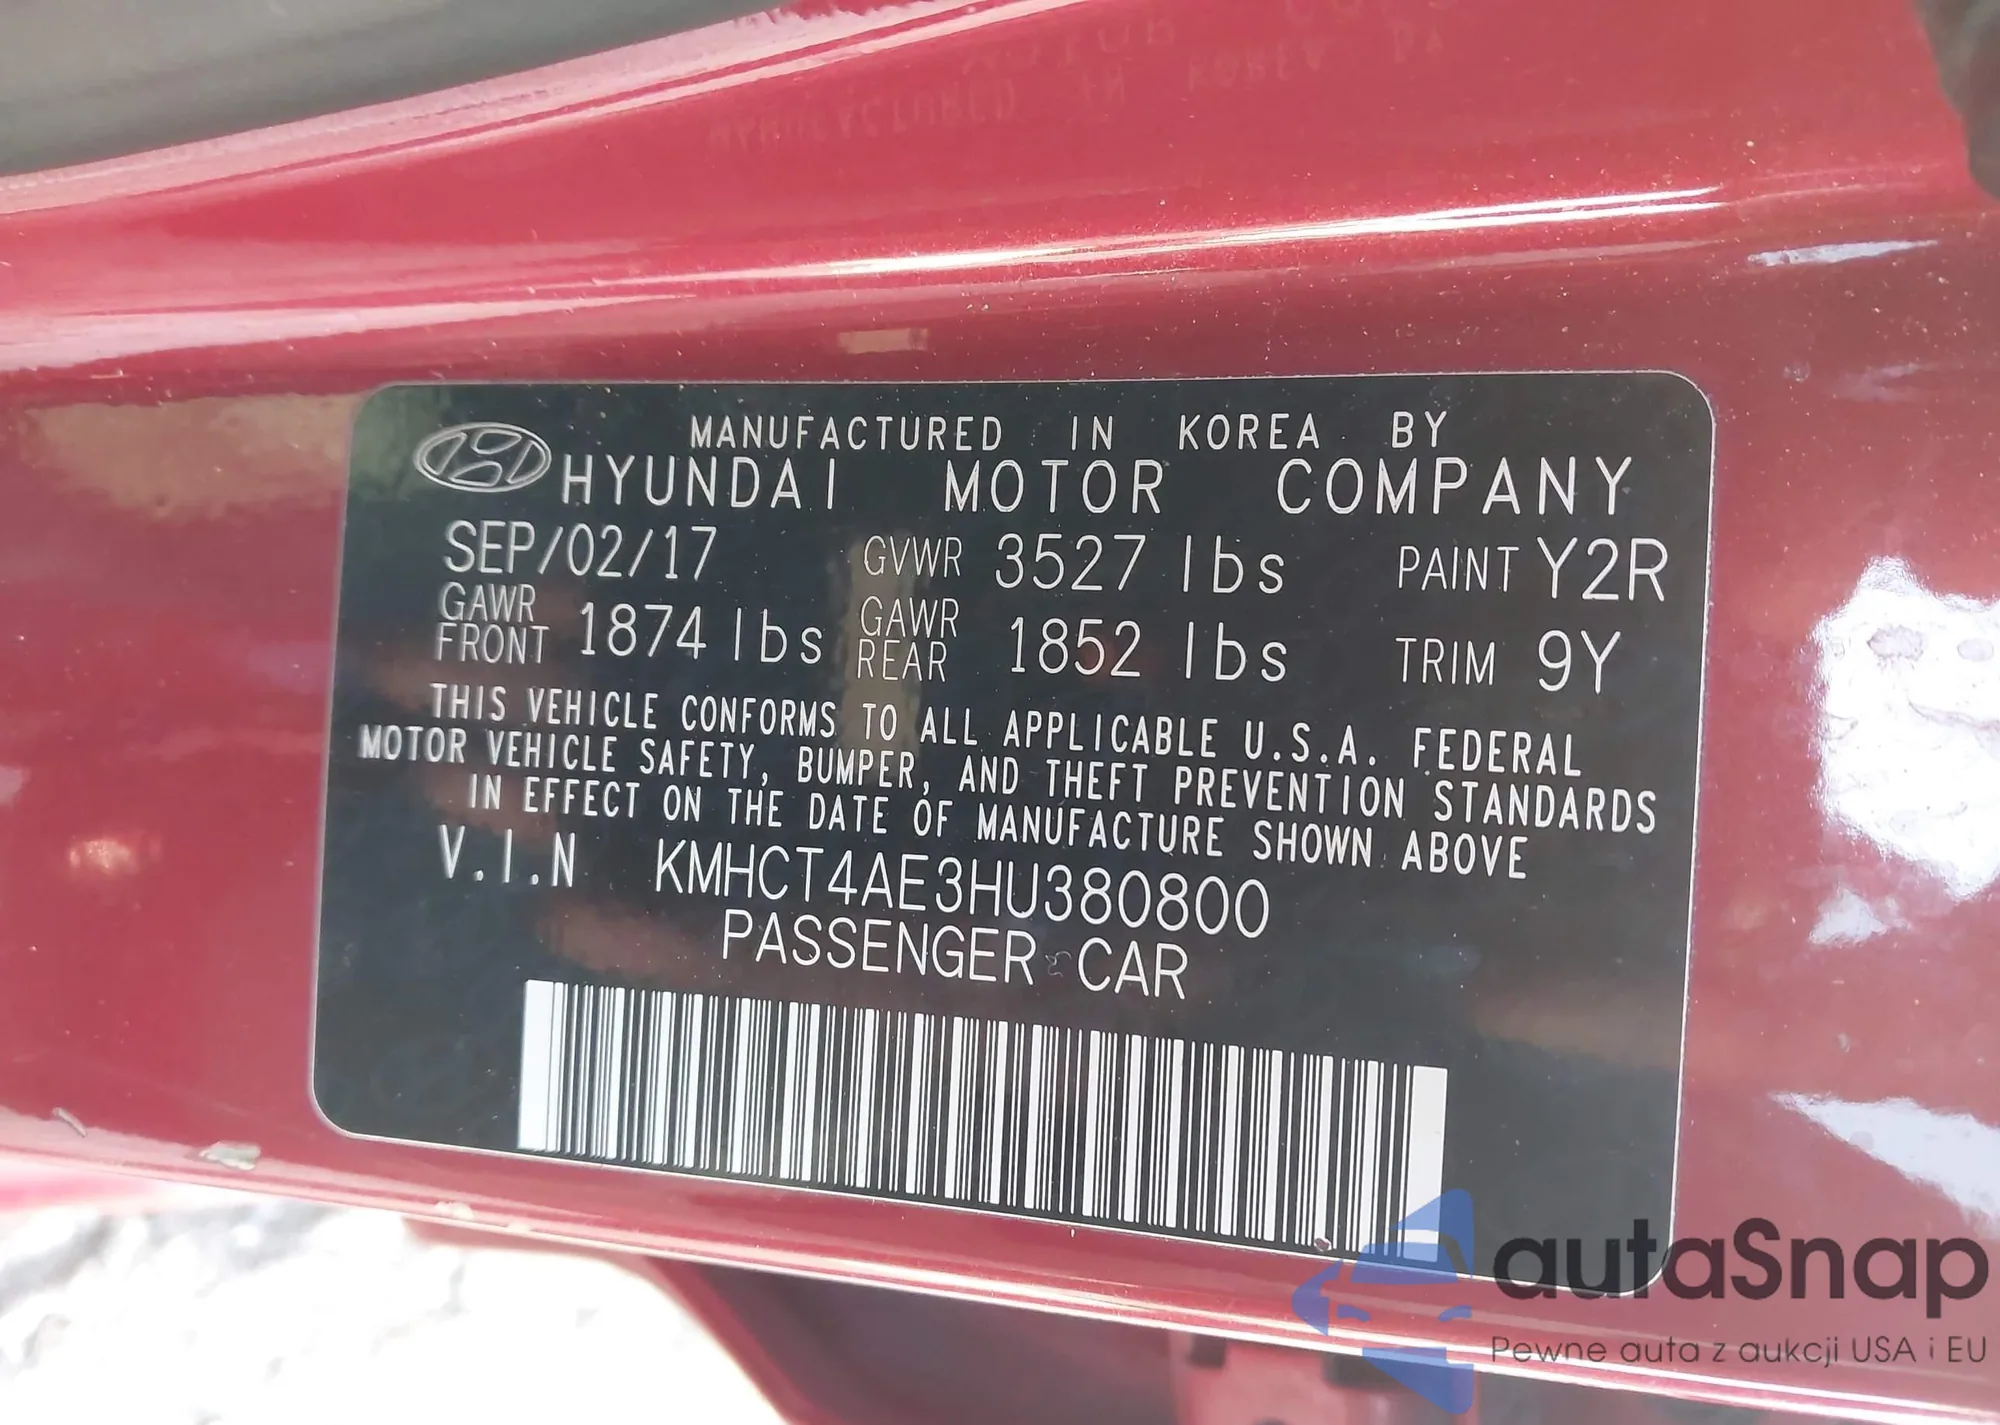 MANUFACTURED IN KOREA BY
HYUNDAI MOTOR COMPANY
SEP/02/17 GVWR 3527 lbs PAINT Y2R
GAWR FRONT 1874 lbs GAWR REAR 1852 lbs TRIM 9Y
THIS VEHICLE CONFORMS TO ALL APPLICABLE U.S.A. FEDERAL
MOTOR VEHICLE SAFETY, BUMPER, AND THEFT PREVENTION STANDARDS
IN EFFECT ON THE DATE OF MANUFACTURE SHOWN ABOVE
V.I.N KMHCT4AE3HU380800
PASSENGER CAR
autaSnap
Pewne auta z aukcji USA i EU